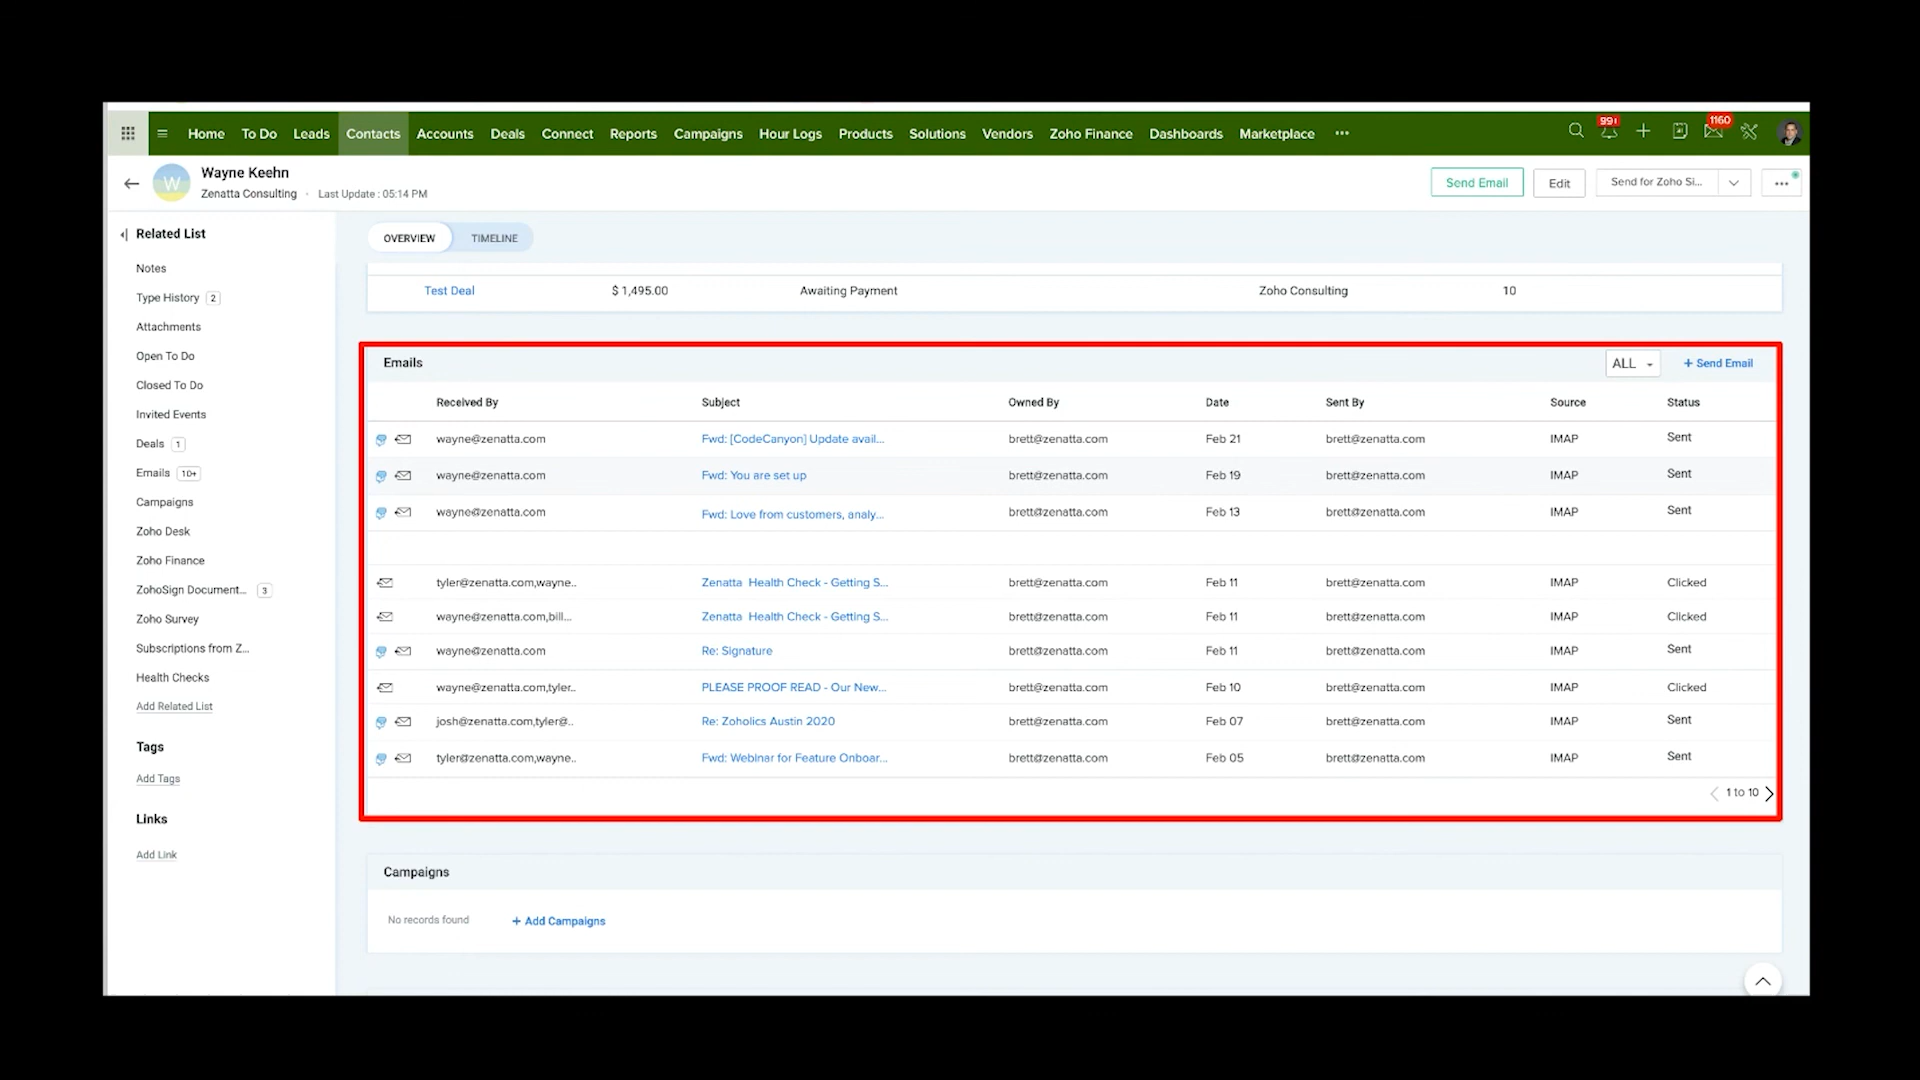 Home To Do Leads Contacts Accounts Deals Connect Reports Campaigns Hour Logs Products Solutions Vendors Zoho Finance Dashboards Marketplace ••• 99! 1160
W Wayne Keehn
Zenatta Consulting · Last Update : 05:14 PM
Send Email Edit Send for Zoho Si...
Related List
Notes
Type History 2
Attachments
Open To Do
Closed To Do
Invited Events
Deals 1
Emails 10+
Campaigns
Zoho Desk
Zoho Finance
ZohoSign Document... 3
Zoho Survey
Subscriptions from Z...
Health Checks
Add Related List
Tags
Add Tags
Links
Add Link
OVERVIEW TIMELINE
Test Deal $ 1,495.00 Awaiting Payment Zoho Consulting 10
Emails ALL + Send Email
Received By Subject Owned By Date Sent By Source Status
wayne@zenatta.com Fwd: [CodeCanyon] Update avail... brett@zenatta.com Feb 21 brett@zenatta.com IMAP Sent
wayne@zenatta.com Fwd: You are set up brett@zenatta.com Feb 19 brett@zenatta.com IMAP Sent
wayne@zenatta.com Fwd: Love from customers, analy... brett@zenatta.com Feb 13 brett@zenatta.com IMAP Sent
tyler@zenatta.com,wayne.. Zenatta Health Check - Getting S... brett@zenatta.com Feb 11 brett@zenatta.com IMAP Clicked
wayne@zenatta.com,bill... Zenatta Health Check - Getting S... brett@zenatta.com Feb 11 brett@zenatta.com IMAP Clicked
wayne@zenatta.com Re: Signature brett@zenatta.com Feb 11 brett@zenatta.com IMAP Sent
wayne@zenatta.com,tyler.. PLEASE PROOF READ - Our New... brett@zenatta.com Feb 10 brett@zenatta.com IMAP Clicked
josh@zenatta.com,tyler@.. Re: Zoholics Austin 2020 brett@zenatta.com Feb 07 brett@zenatta.com IMAP Sent
tyler@zenatta.com,wayne.. Fwd: Webinar for Feature Onboar... brett@zenatta.com Feb 05 brett@zenatta.com IMAP Sent
1 to 10
Campaigns
No records found + Add Campaigns